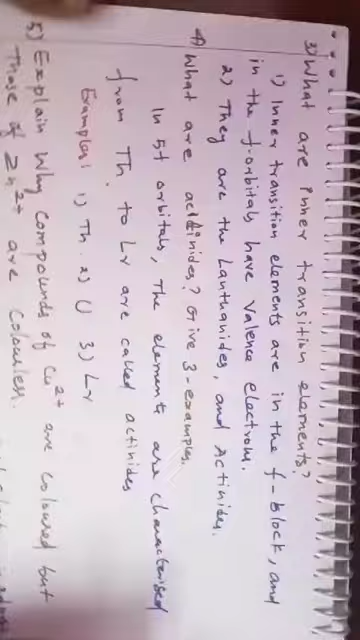 3) What are inner transition elements?
1) Inner transition elements are in the f-block, and
in the f-orbitals, have valence electrons.
2) They are the Lanthanides, and Actinides.
4) What are actinides? Give 3-examples.
In 5f orbitals, The elements are characterised
from Th to Lr are called actinides
Examples: 1) Th 2) U 3) Lr
5) Explain why compounds of Cu²⁺ are coloured but
Those of Zn²⁺ are colourless.